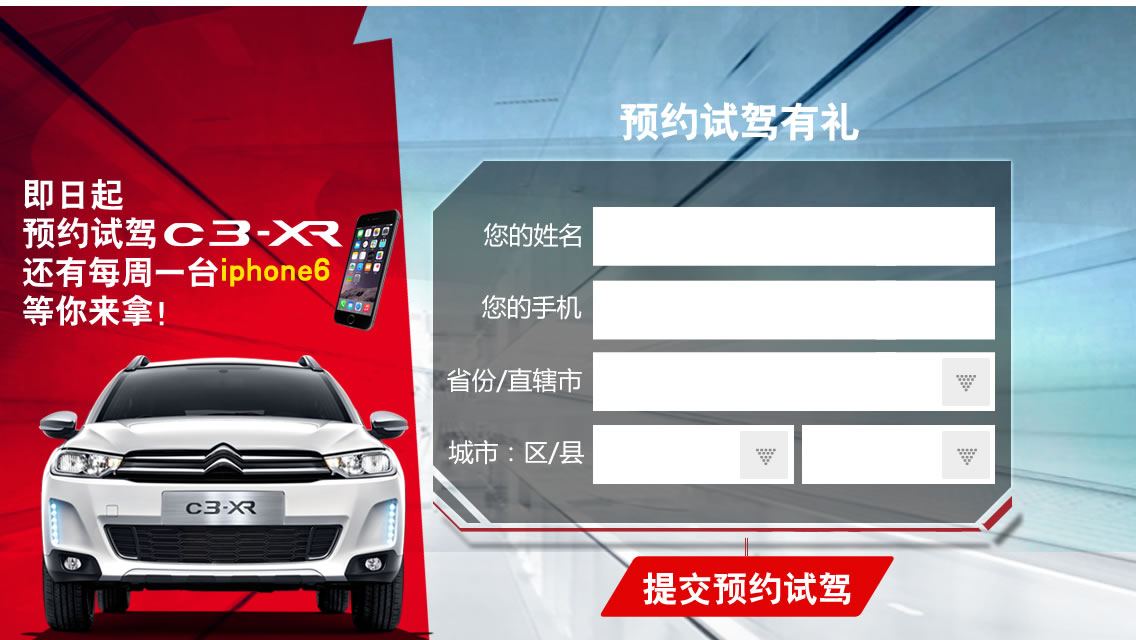 即日起
预约试驾C3-XR
还有每周一台iphone6
等你来拿!
C3-XR
预约试驾有礼
您的姓名
您的手机
省份/直辖市
城市：区/县
提交预约试驾